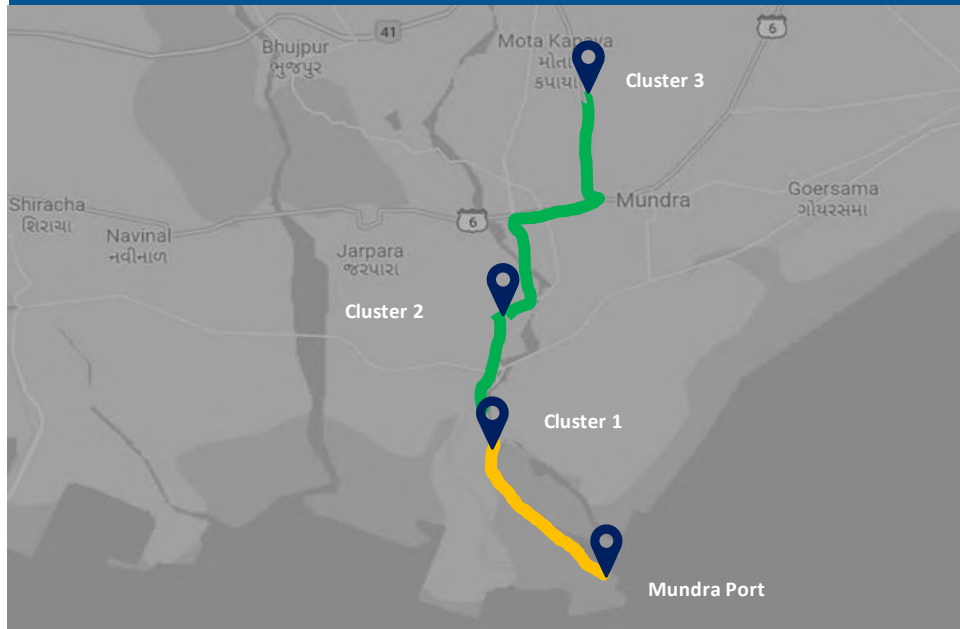 41
6
Bhujpur
ભુજપુર
Mota Kapaya
મોતા
કપાયા
Cluster 3
Shiracha
શિરાચા
Navinal
નવીનાળ
6
Mundra
Goersama
ગોયરસમા
Jarpara
જરપારા
Cluster 2
Cluster 1
Mundra Port